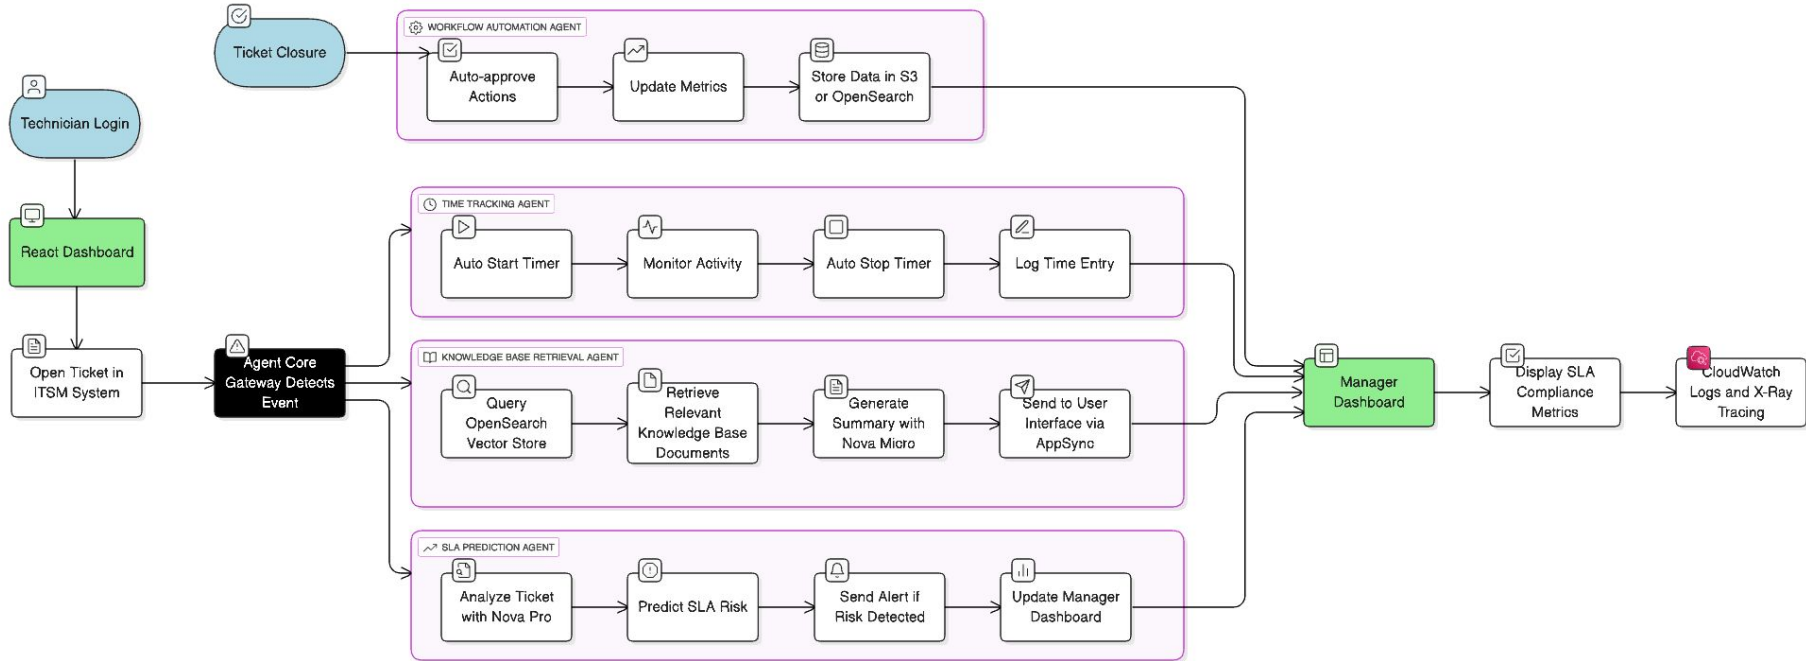 Ticket Closure
WORKFLOW AUTOMATION AGENT
Auto-approve
Actions
Update Metrics
Store Data in S3
or OpenSearch
Technician Login
React Dashboard
Open Ticket in
ITSM System
Agent Core
Gateway Detects
Event
TIME TRACKING AGENT
Auto Start Timer
Monitor Activity
Auto Stop Timer
Log Time Entry
KNOWLEDGE BASE RETRIEVAL AGENT
Query
OpenSearch
Vector Store
Retrieve
Relevant
Knowledge Base
Documents
Generate
Summary with
Nova Micro
Send to User
Interface via
AppSync
SLA PREDICTION AGENT
Analyze Ticket
with Nova Pro
Predict SLA Risk
Send Alert if
Risk Detected
Update Manager
Dashboard
Manager
Dashboard
Display SLA
Compliance
Metrics
CloudWatch
Logs and X-Ray
Tracing